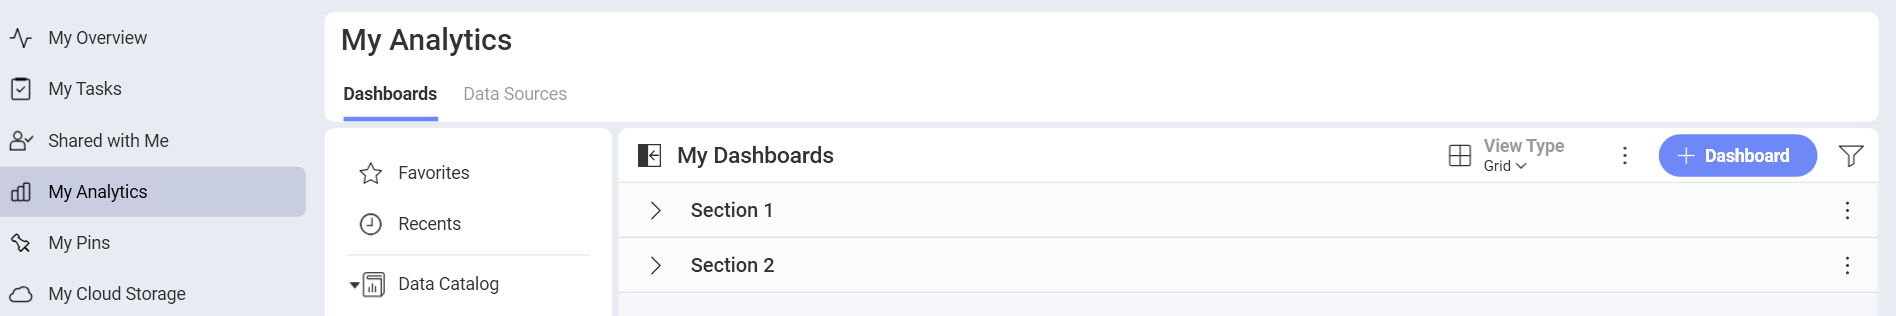 My Overview
My Tasks
Shared with Me
My Analytics
My Pins
My Cloud Storage
My Analytics
Dashboards
Data Sources
Favorites
Recents
Data Catalog
My Dashboards
View Type
Grid
Dashboard
Section 1
Section 2